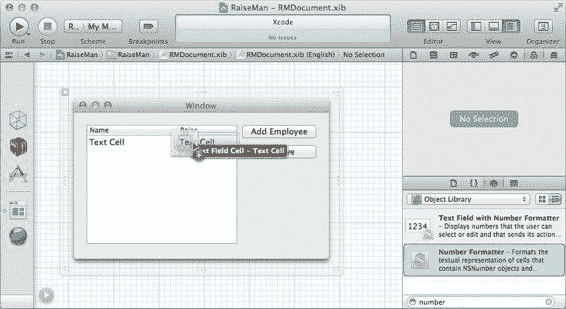 RaiseMan
Xcode
No Issues
R... My M...
Run
Stop
Scheme
Breakpoints
Editor
View
Organizer
RaiseMan
RaiseMan
RMDocument.xib
RMDocument.xib (English)
No Selection
Window
Name
Raise
Text Cell
Text Cell
Text Field Cell - Text Cell
Add Employee
No Selection
Object Library
1234
Text Field with Number Formatter
- Displays numbers that the user can
select or edit and that sends its action...
Number Formatter - Formats the
textual representation of cells that
contain NSNumber objects and...
number